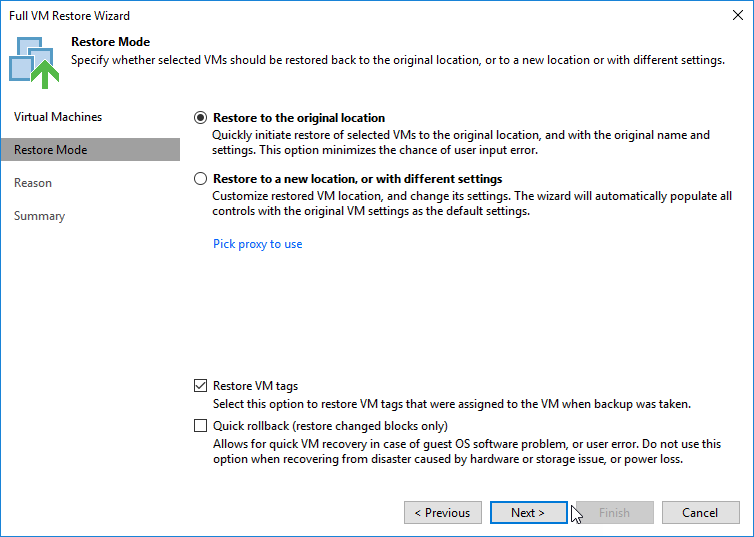 Full VM Restore Wizard
Restore Mode
Specify whether selected VMs should be restored back to the original location, or to a new location or with different settings.
Virtual Machines
Restore Mode
Reason
Summary
Restore to the original location
Quickly initiate restore of selected VMs to the original location, and with the original name and
settings. This option minimizes the chance of user input error.
Restore to a new location, or with different settings
Customize restored VM location, and change its settings. The wizard will automatically populate all
controls with the original VM settings as the default settings.
Pick proxy to use
Restore VM tags
Select this option to restore VM tags that were assigned to the VM when backup was taken.
Quick rollback (restore changed blocks only)
Allows for quick VM recovery in case of guest OS software problem, or user error. Do not use this
option when recovering from disaster caused by hardware or storage issue, or power loss.
< Previous
Next >
Finish
Cancel